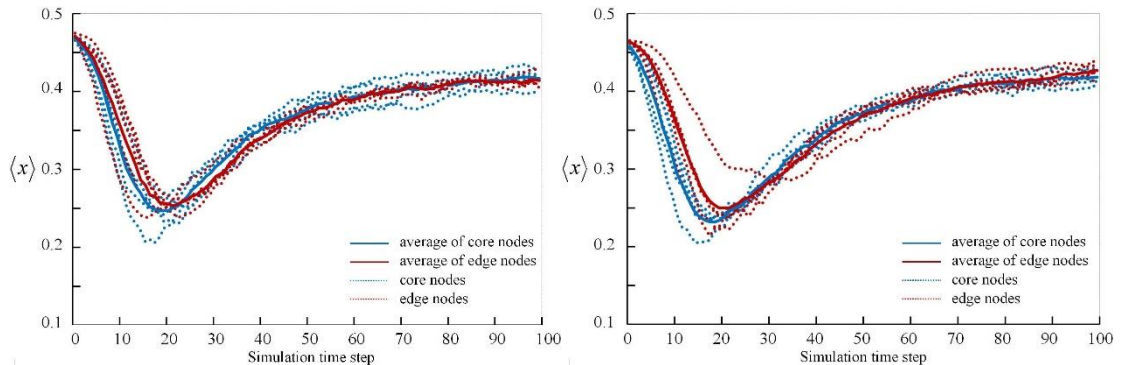 0.5
0.4
0.3
⟨x⟩
0.2
0.1
average of core nodes
average of edge nodes
core nodes
edge nodes
0 10 20 30 40 50 60 70 80 90 100
Simulation time step
0.5
0.4
0.3
⟨x⟩
0.2
0.1
average of core nodes
average of edge nodes
core nodes
edge nodes
0 10 20 30 40 50 60 70 80 90 100
Simulation time step